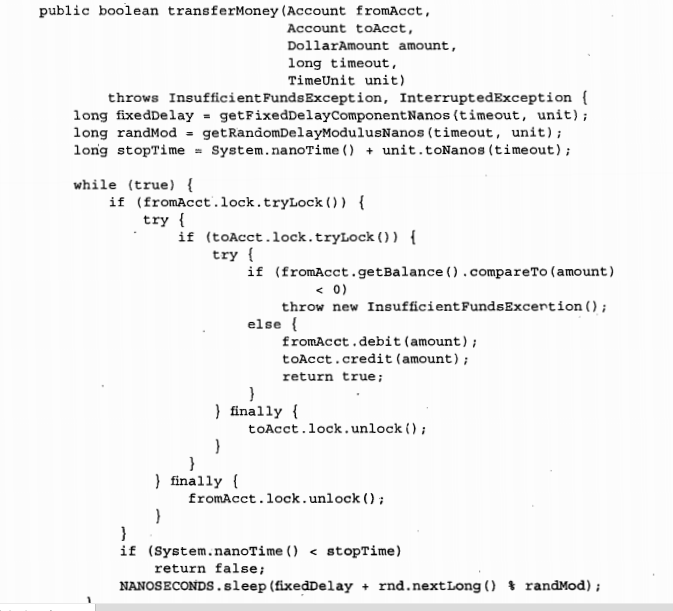 public boolean transferMoney(Account fromAcct,
Account toAcct,
DollarAmount amount,
long timeout,
TimeUnit unit)
throws InsufficientFundsException, InterruptedException {
long fixedDelay = getFixedDelayComponentNanos(timeout, unit);
long randMod = getRandomDelayModulusNanos(timeout, unit);
long stopTime = System.nanoTime() + unit.toNanos(timeout);
while (true) {
if (fromAcct.lock.tryLock()) {
try {
if (toAcct.lock.tryLock()) {
try {
if (fromAcct.getBalance().compareTo(amount)
< 0)
throw new InsufficientFundsException();
else {
fromAcct.debit(amount);
toAcct.credit(amount);
return true;
}
} finally {
toAcct.lock.unlock();
}
}
} finally {
fromAcct.lock.unlock();
}
}
if (System.nanoTime() < stopTime)
return false;
NANOSECONDS.sleep(fixedDelay + rnd.nextLong() % randMod);
}